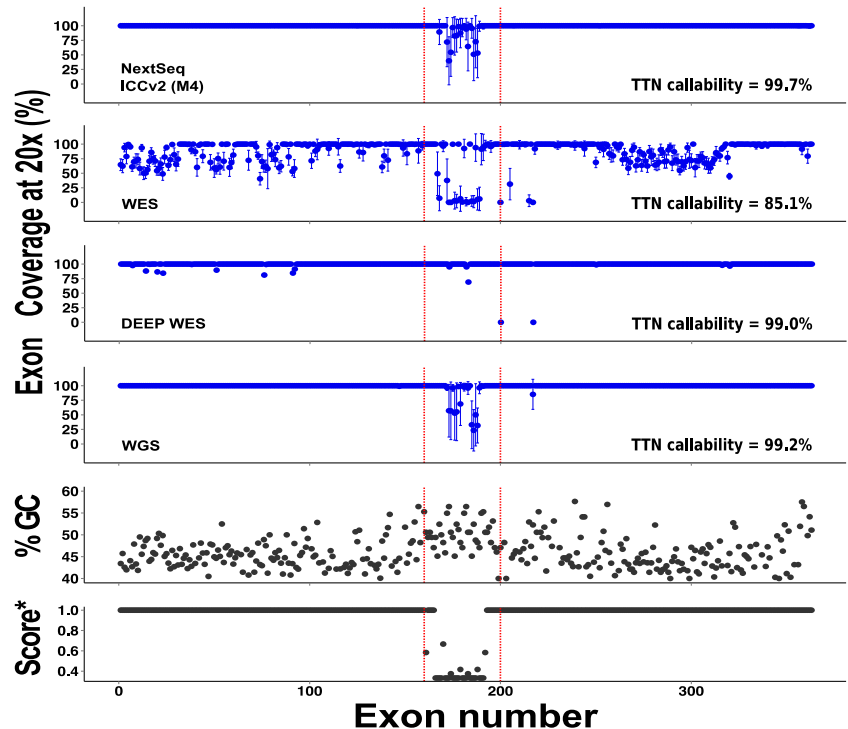 Exon Coverage at 20x (%)
100
75
50
25
0
NextSeq
ICCv2 (M4)
TTN callability = 99.7%
100
75
50
25
0
WES
TTN callability = 85.1%
100
75
50
25
0
DEEP WES
TTN callability = 99.0%
100
75
50
25
0
WGS
TTN callability = 99.2%
%GC
60
55
50
45
40
Score*
1.0
0.8
0.6
0.4
0
100
200
300
Exon number